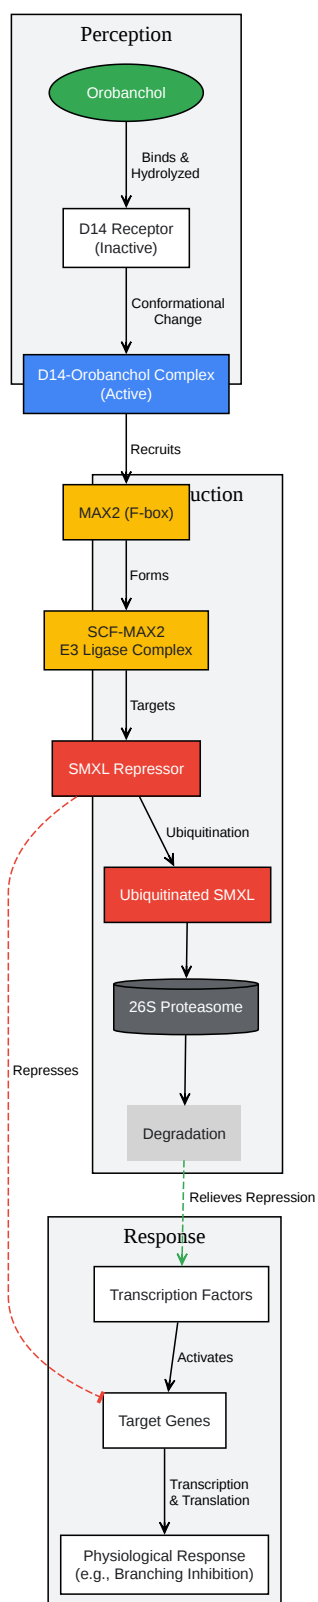 Perception
Orobanchol
Binds &
Hydrolyzed
D14 Receptor
(Inactive)
Conformational
Change
D14-Orobanchol Complex
(Active)
Recruits
uction
MAX2 (F-box)
Forms
SCF-MAX2
E3 Ligase Complex
Targets
SMXL Repressor
Ubiquitination
Ubiquitinated SMXL
26S Proteasome
Represses
Degradation
Relieves Repression
Response
Transcription Factors
Activates
Target Genes
Transcription
& Translation
Physiological Response
(e.g., Branching Inhibition)